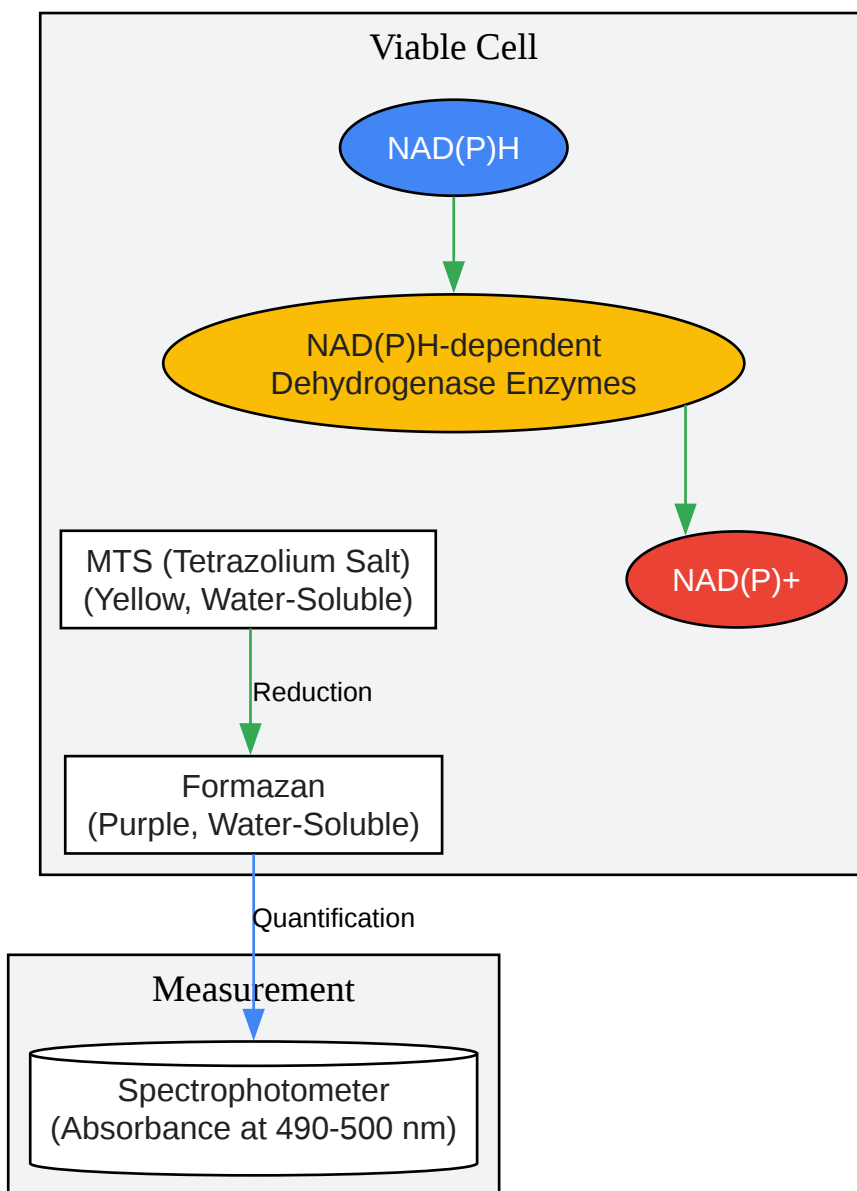 Viable Cell
NAD(P)H
NAD(P)H-dependent
Dehydrogenase Enzymes
MTS (Tetrazolium Salt)
(Yellow, Water-Soluble)
NAD(P)+
Reduction
Formazan
(Purple, Water-Soluble)
Quantification
Measurement
Spectrophotometer
(Absorbance at 490-500 nm)